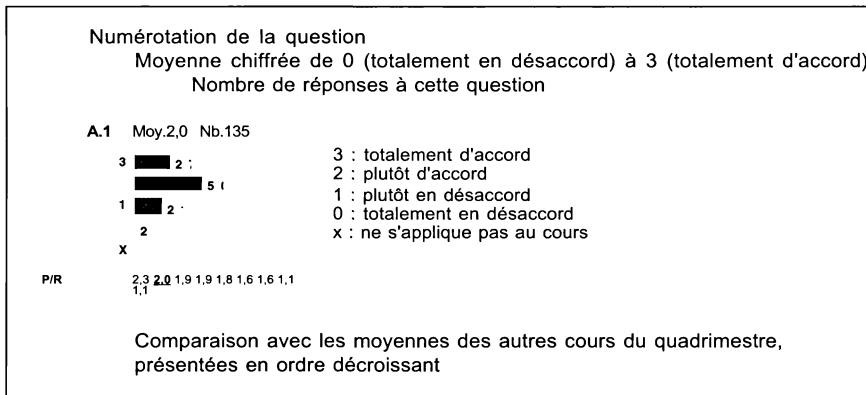 Numérotation de la question
Moyenne chiffrée de 0 (totalement en désaccord) à 3 (totalement d'accord)
Nombre de réponses à cette question
A.1 Moy.2,0 Nb.135
3 2
5
1 2
2
x
3 : totalement d'accord
2 : plutôt d'accord
1 : plutôt en désaccord
0 : totalement en désaccord
x : ne s'applique pas au cours
P/R 2,3 2,0 1,9 1,9 1,8 1,6 1,6 1,1
1,1
Comparaison avec les moyennes des autres cours du quadrimestre,
présentées en ordre décroissant